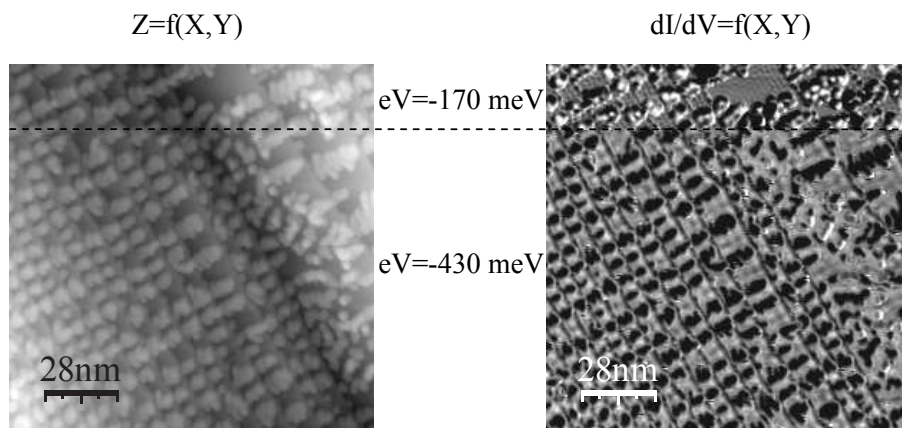 Z=f(X,Y)
dI/dV=f(X,Y)
eV=-170 meV
eV=-430 meV
28nm
28nm